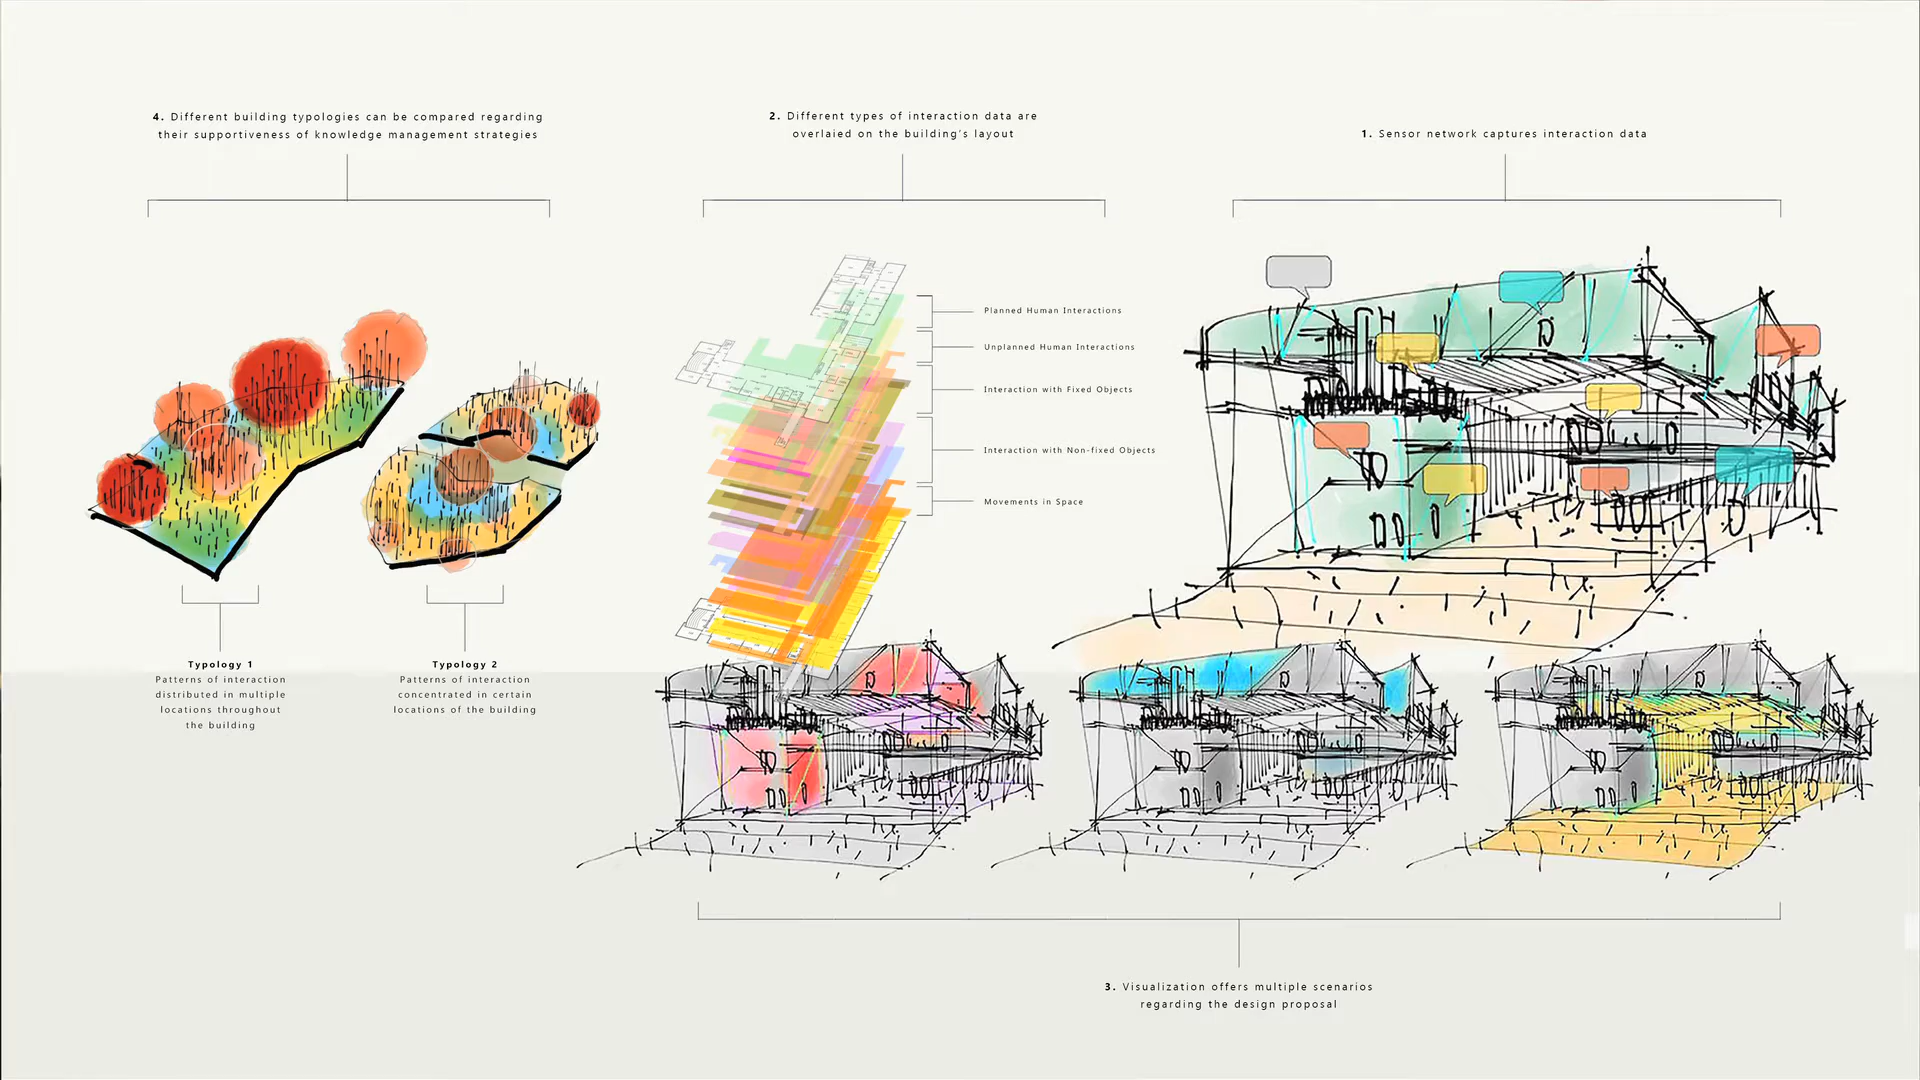 4. Different building typologies can be compared regarding
their supportiveness of knowledge management strategies
2. Different types of interaction data are
overlaied on the building's layout
1. Sensor network captures interaction data
Planned Human Interactions
Unplanned Human Interactions
Interaction with Fixed Objects
Interaction with Non-fixed Objects
Movements in Space
Typology 1
Patterns of interaction
distributed in multiple
locations throughout
the building
Typology 2
Patterns of interaction
concentrated in certain
locations of the building
3. Visualization offers multiple scenarios
regarding the design proposal